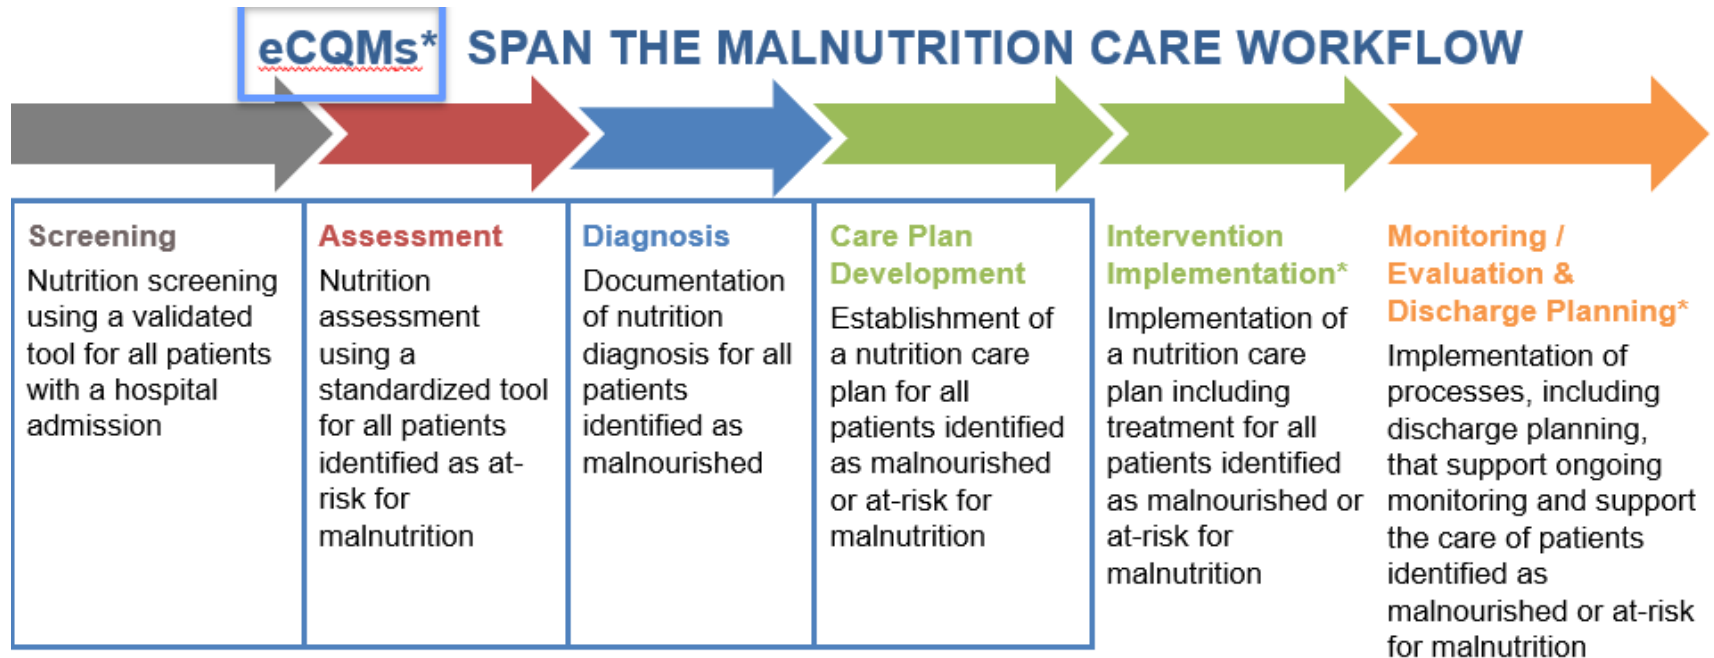 eCQMs* SPAN THE MALNUTRITION CARE WORKFLOW
Screening
Nutrition screening
using a validated
tool for all patients
with a hospital
admission
Assessment
Nutrition
assessment
using a
standardized tool
for all patients
identified as at-
risk for
malnutrition
Diagnosis
Documentation
of nutrition
diagnosis for all
patients
identified as
malnourished
Care Plan
Development
Establishment of
a nutrition care
plan for all
patients identified
as malnourished
or at-risk for
malnutrition
Intervention
Implementation*
Implementation of
a nutrition care
plan including
treatment for all
patients identified
as malnourished or
at-risk for
malnutrition
Monitoring /
Evaluation &
Discharge Planning*
Implementation of
processes, including
discharge planning,
that support ongoing
monitoring and support
the care of patients
identified as
malnourished or at-risk
for malnutrition